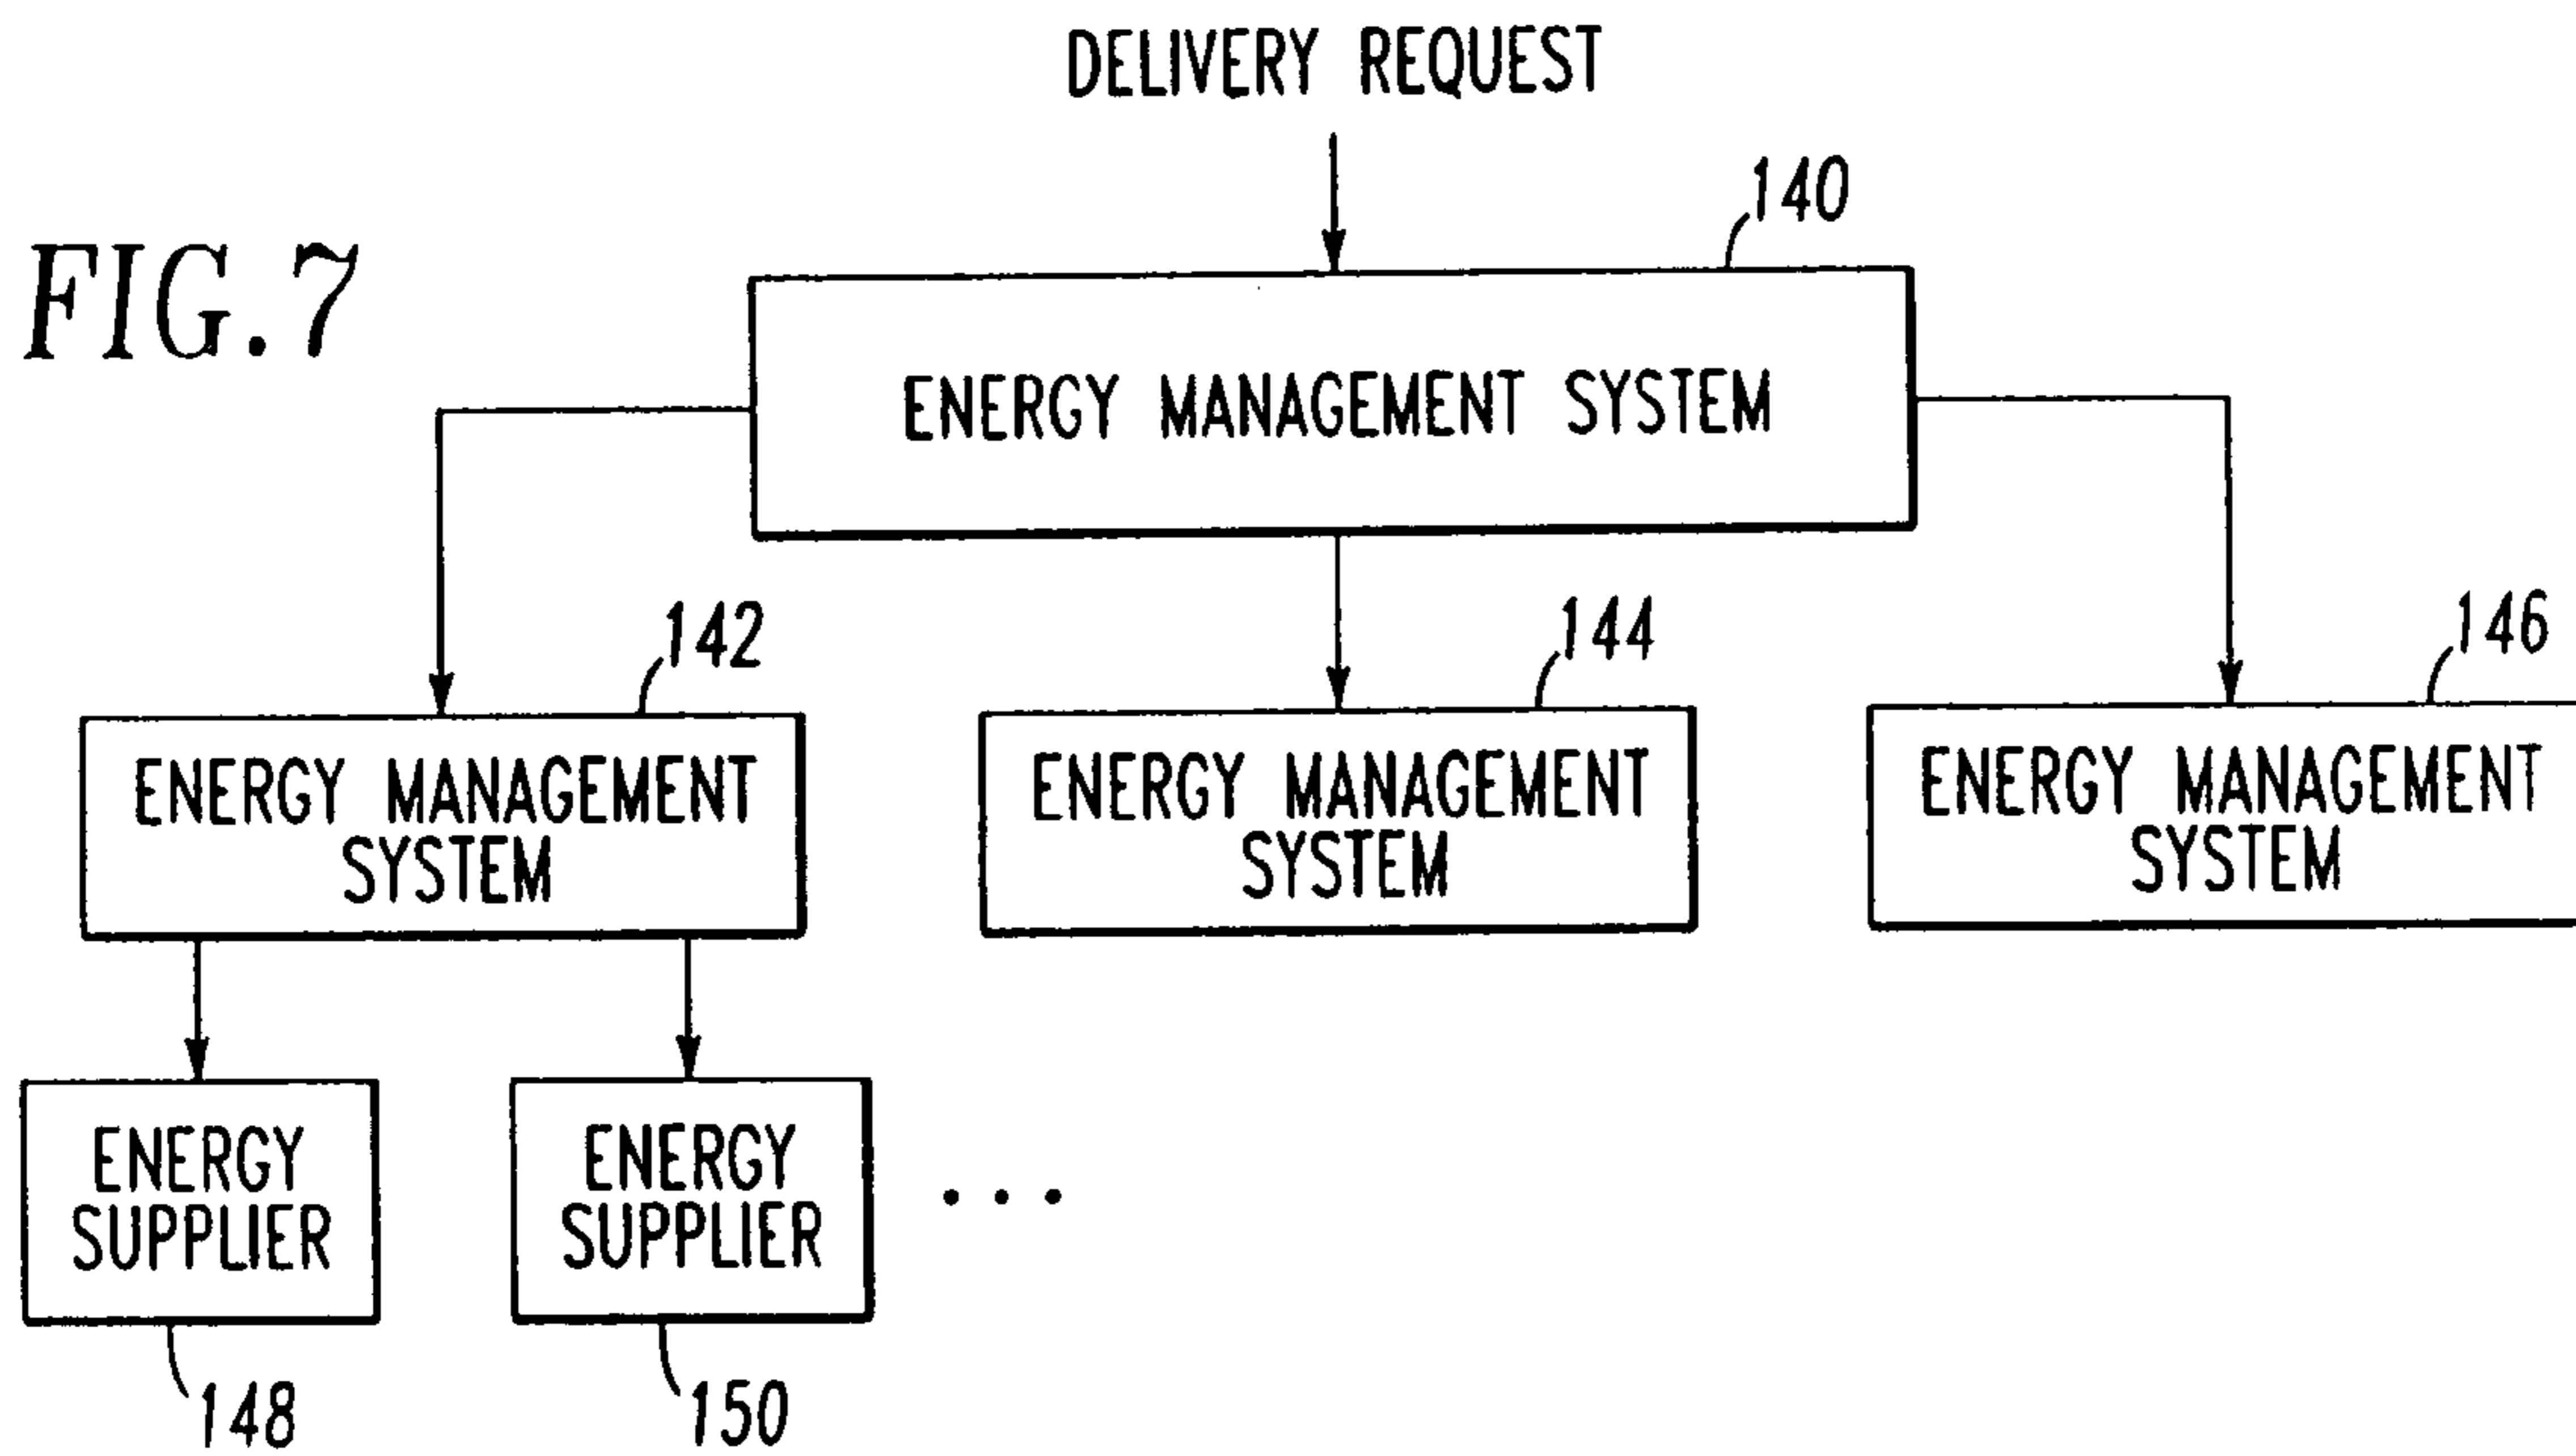 DELIVERY REQUEST
140
FIG. 7
ENERGY MANAGEMENT SYSTEM
142
144
146
ENERGY MANAGEMENT
SYSTEM
ENERGY MANAGEMENT
SYSTEM
ENERGY MANAGEMENT
SYSTEM
ENERGY
SUPPLIER
ENERGY
SUPPLIER
. . .
148
150